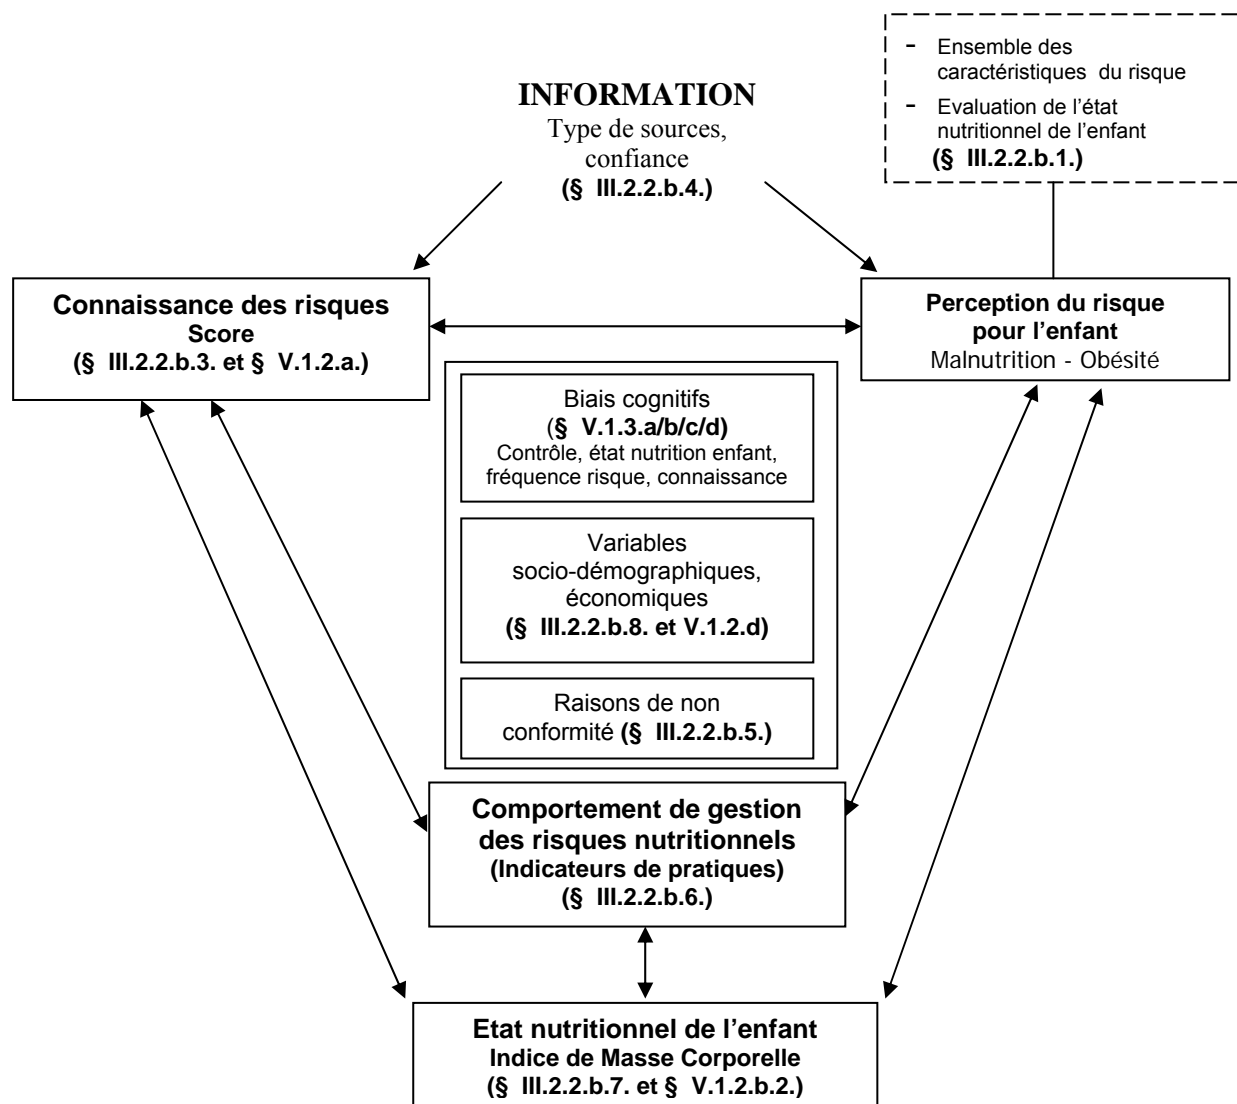 - Ensemble des
caractéristiques du risque
- Evaluation de l'état
nutritionnel de l'enfant
(§ III.2.2.b.1.)
INFORMATION
Type de sources,
confiance
(§ III.2.2.b.4.)
Connaissance des risques
Score
(§ III.2.2.b.3. et § V.1.2.a.)
Perception du risque
pour l'enfant
Malnutrition - Obésité
Biais cognitifs
(§ V.1.3.a/b/c/d)
Contrôle, état nutrition enfant,
fréquence risque, connaissance
Variables
socio-démographiques,
économiques
(§ III.2.2.b.8. et V.1.2.d)
Raisons de non
conformité (§ III.2.2.b.5.)
Comportement de gestion
des risques nutritionnels
(Indicateurs de pratiques)
(§ III.2.2.b.6.)
Etat nutritionnel de l'enfant
Indice de Masse Corporelle
(§ III.2.2.b.7. et § V.1.2.b.2.)